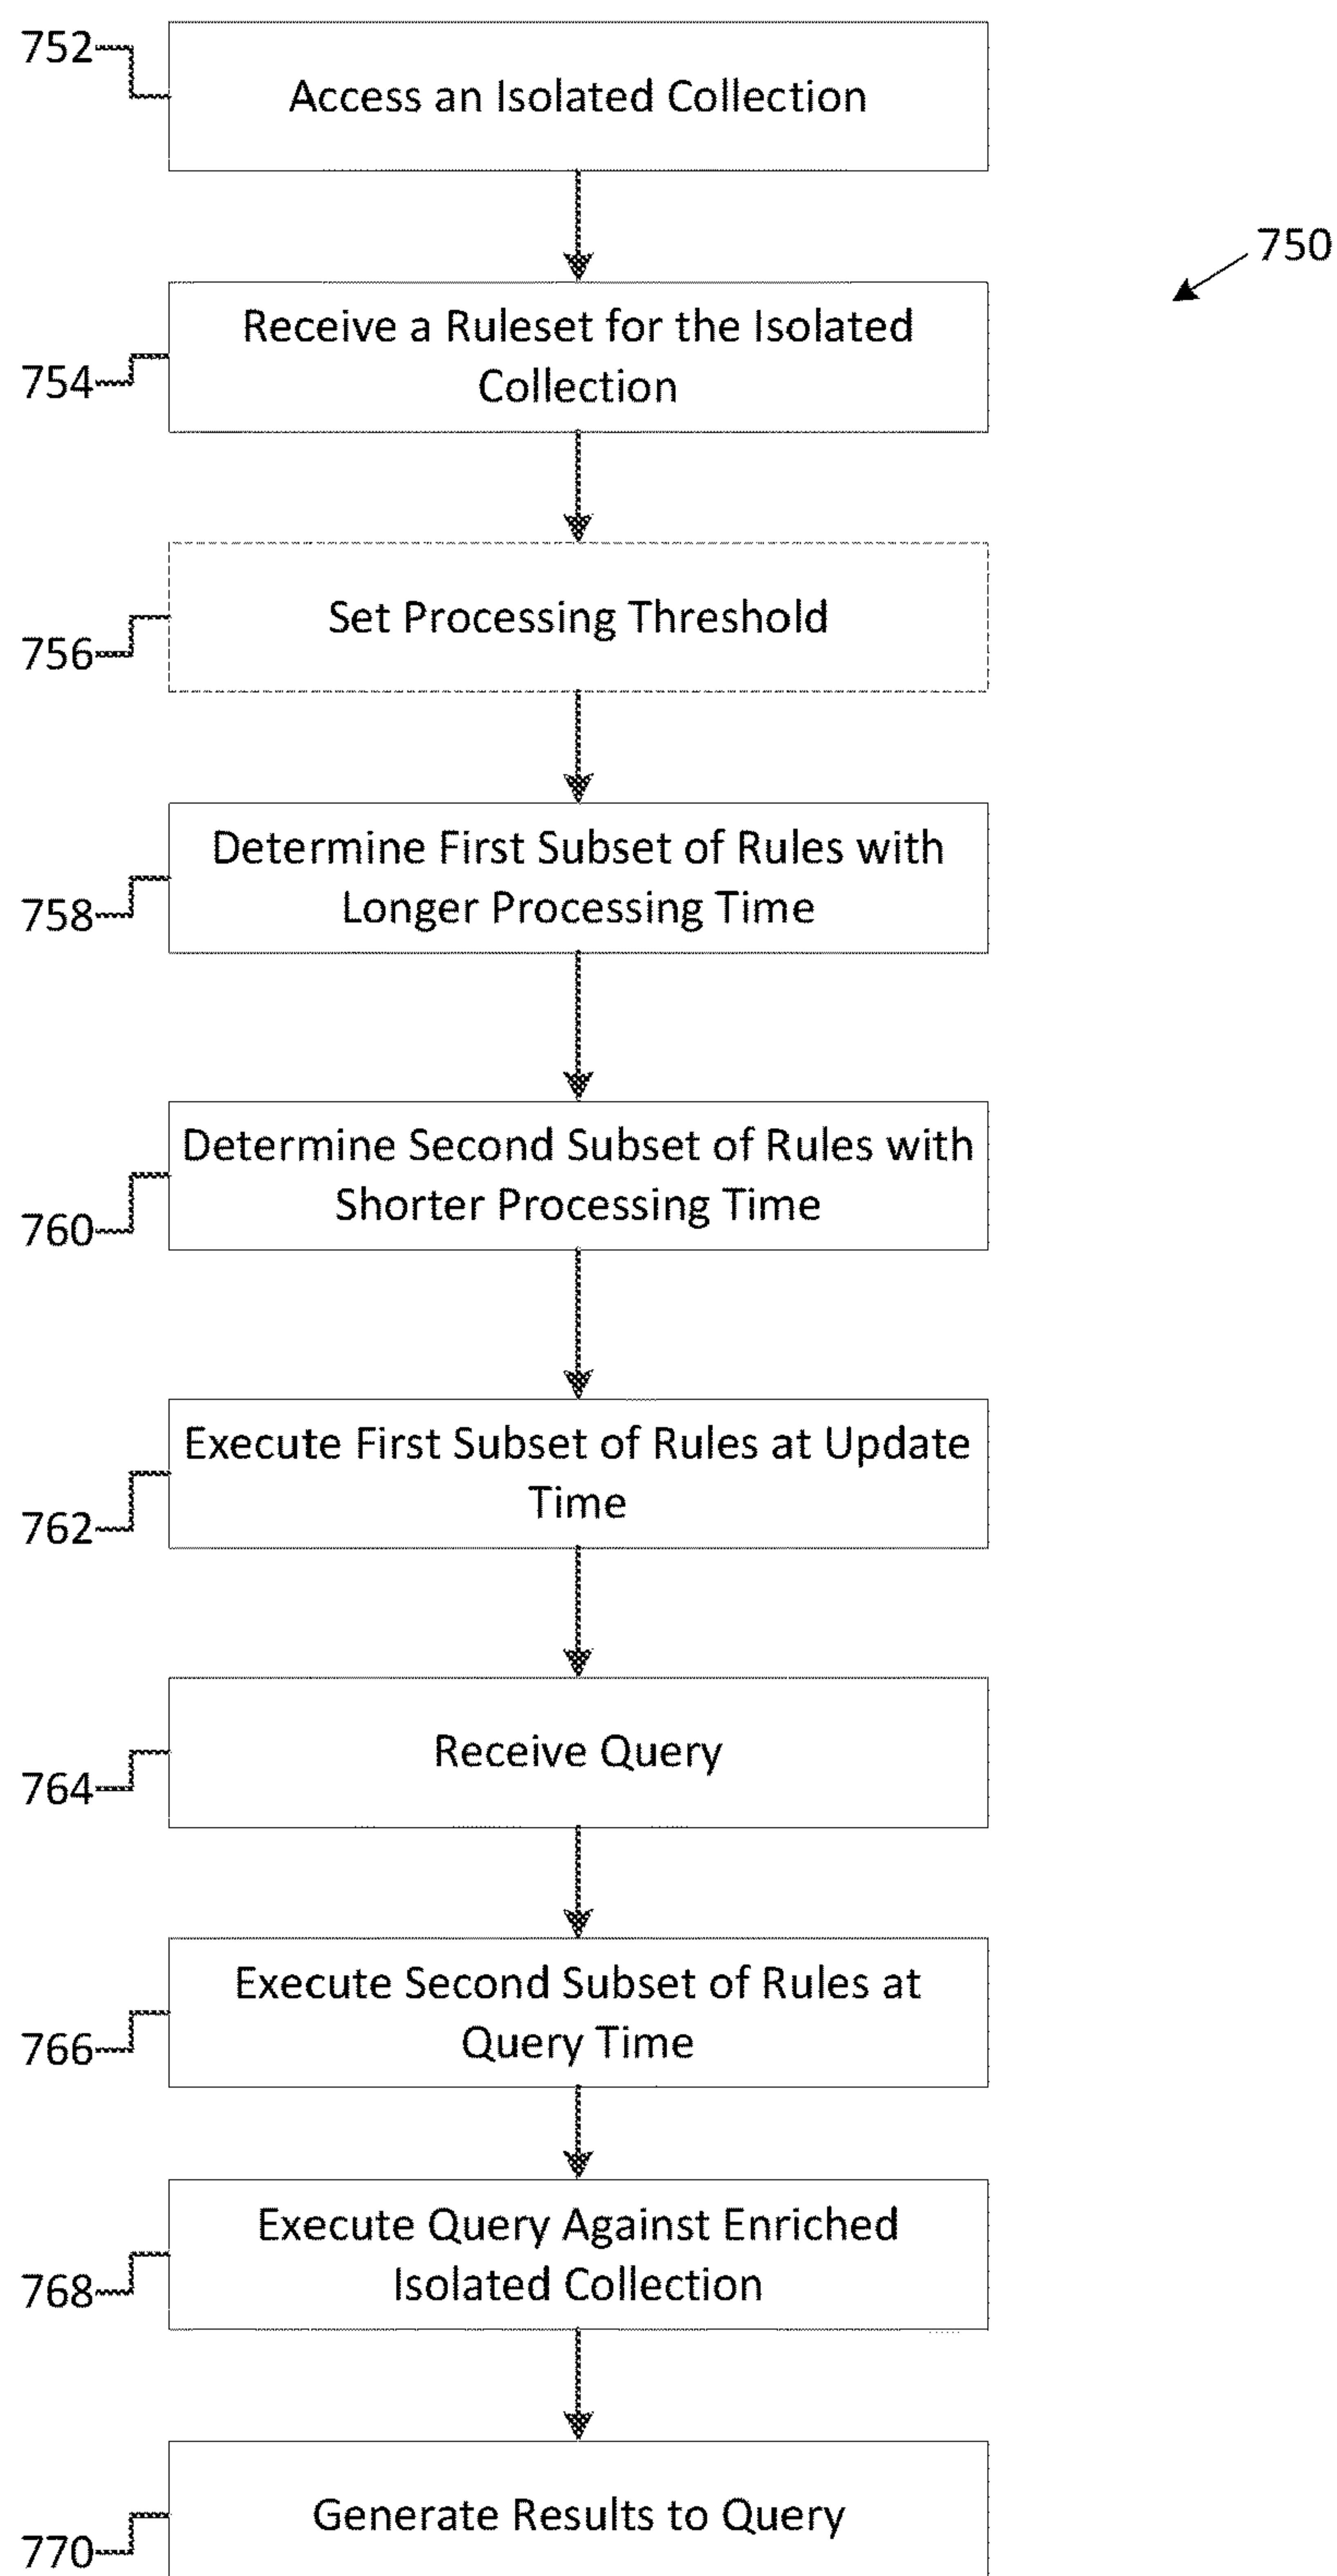 752
Access an Isolated Collection
750
Receive a Ruleset for the Isolated
Collection
754
Set Processing Threshold
756
Determine First Subset of Rules with
Longer Processing Time
758
Determine Second Subset of Rules with
Shorter Processing Time
760
Execute First Subset of Rules at Update
Time
762
Receive Query
764
Execute Second Subset of Rules at
Query Time
766
Execute Query Against Enriched
Isolated Collection
768
Generate Results to Query
770